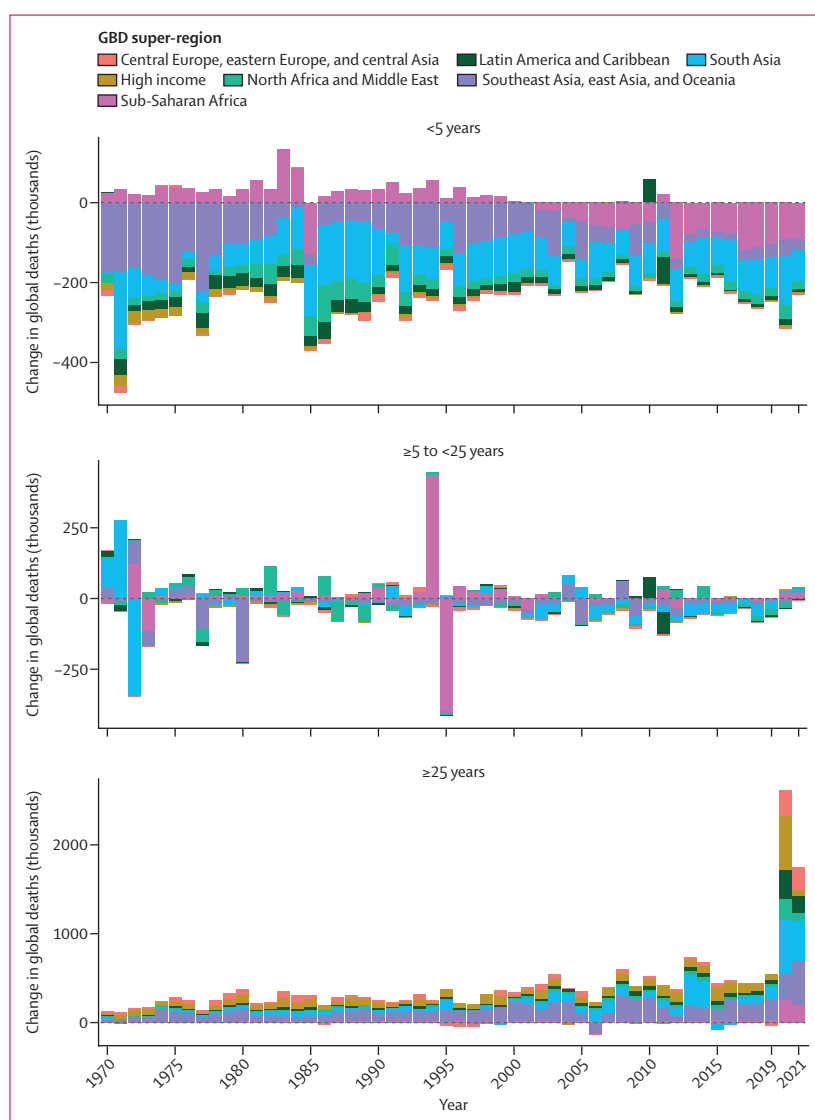 GBD super-region
Central Europe, eastern Europe, and central Asia Latin America and Caribbean South Asia
High income North Africa and Middle East Southeast Asia, east Asia, and Oceania
Sub-Saharan Africa
<5 years
Change in global deaths (thousands)
0
−200
−400
≥5 to <25 years
Change in global deaths (thousands)
250
0
−250
≥25 years
Change in global deaths (thousands)
2000
1000
0
1970 1975 1980 1985 1990 1995 2000 2005 2010 2015 2019 2021
Year